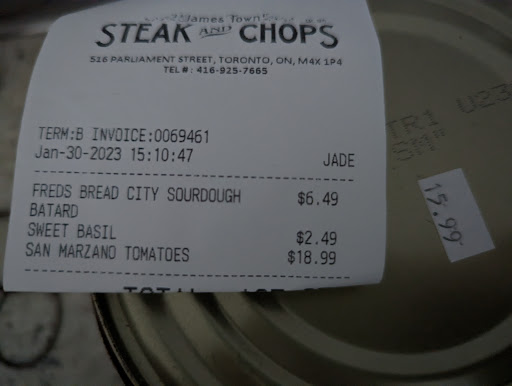 James Town
STEAK AND CHOPS
516 PARLIAMENT STREET, TORONTO, ON, M4X 1P4
TEL#: 416-925-7665
TERM:B INVOICE:0069461
Jan-30-2023 15:10:47 JADE
FREDS BREAD CITY SOURDOUGH $6.49
BATARD
SWEET BASIL $2.49
SAN MARZANO TOMATOES $18.99
TR1 U23
15.99